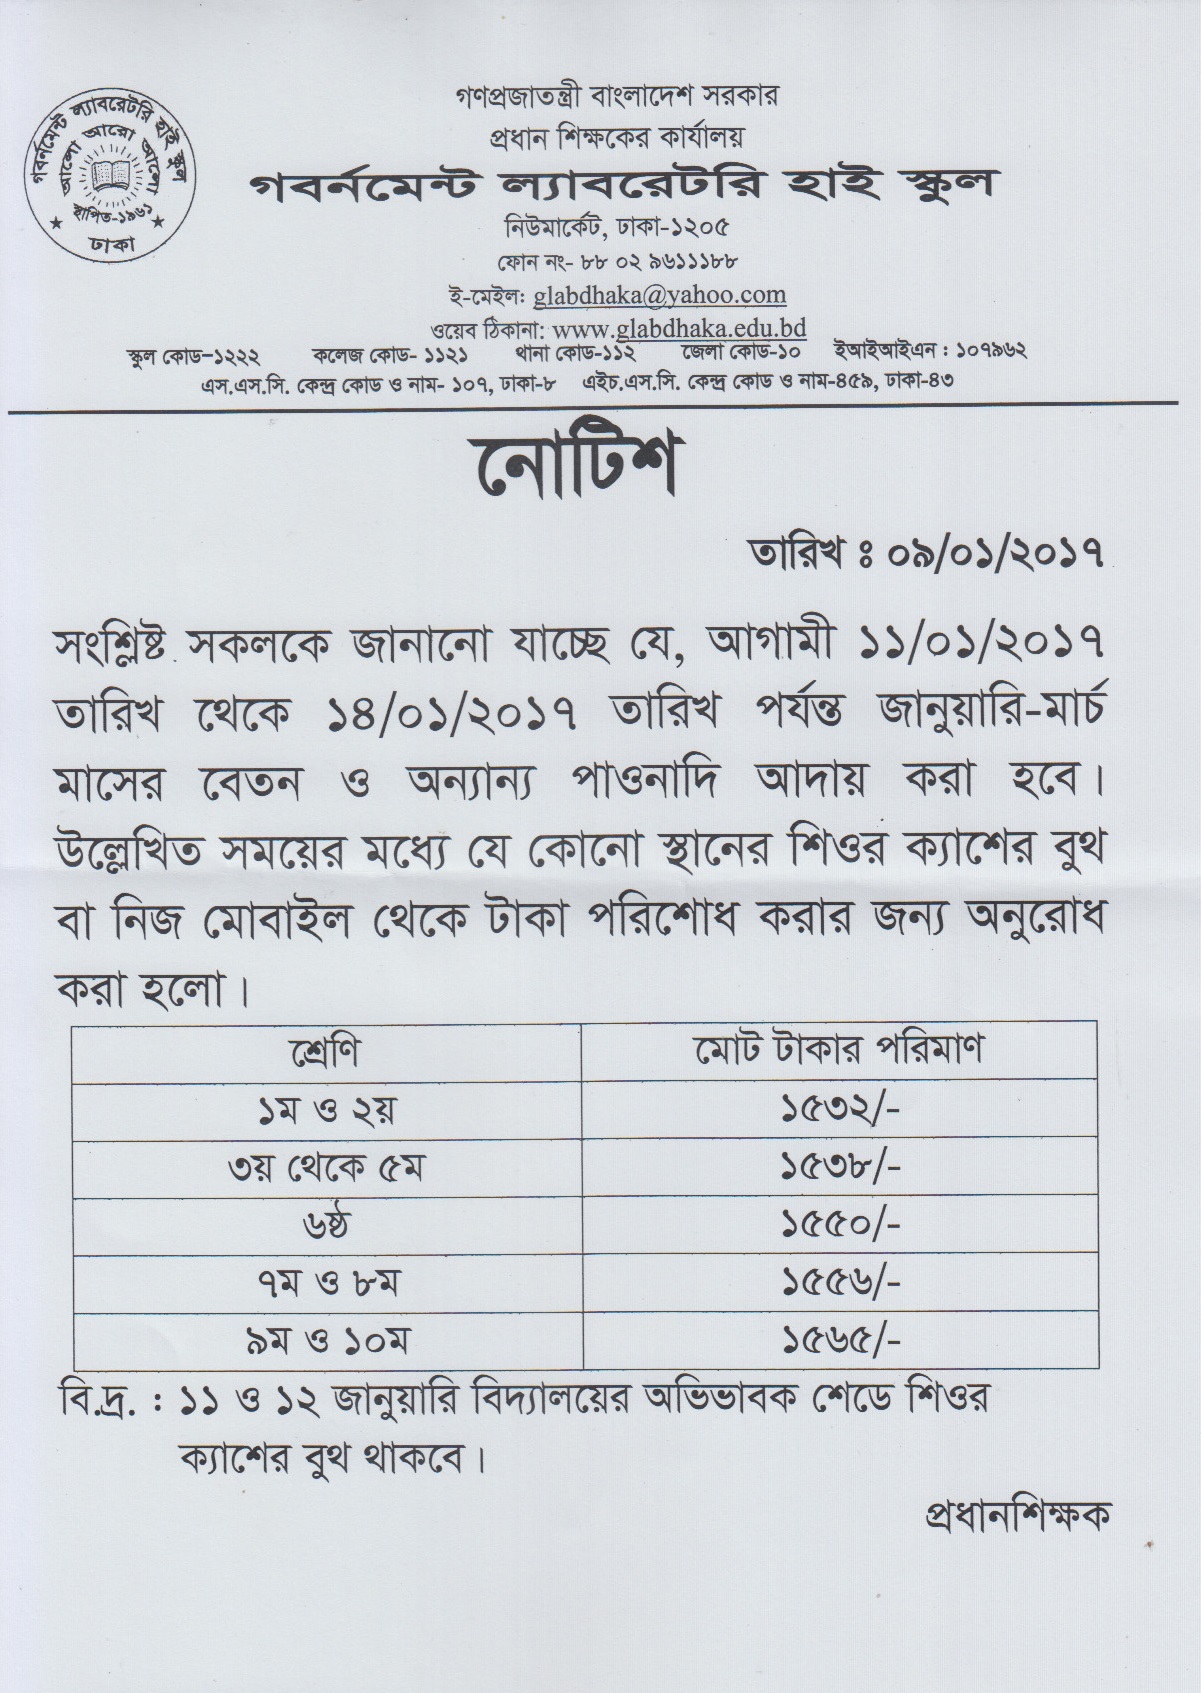 গবর্নমেন্ট ল্যাবরেটরি হাই স্কুল
আলো আরো আলো
স্থাপিত-১৯৬১
ঢাকা
গণপ্রজাতন্ত্রী বাংলাদেশ সরকার
প্রধান শিক্ষকের কার্যালয়
গবর্নমেন্ট ল্যাবরেটরি হাই স্কুল
নিউমার্কেট, ঢাকা-১২০৫
ফোন নং- ৮৮ ০২ ৯৬১১১৮৮
ই-মেইল: glabdhaka@yahoo.com
ওয়েব ঠিকানা: www.glabdhaka.edu.bd
স্কুল কোড-১২২২ কলেজ কোড- ১১২১ থানা কোড-১১২ জেলা কোড-১০ ইআইআইএন : ১০৭৯৬২
এস.এস.সি. কেন্দ্র কোড ও নাম- ১০৭, ঢাকা-৮ এইচ.এস.সি. কেন্দ্র কোড ও নাম-৪৫৯, ঢাকা-৪৩
নোটিশ
তারিখ ঃ ০৯/০১/২০১৭
সংশ্লিষ্ট সকলকে জানানো যাচ্ছে যে, আগামী ১১/০১/২০১৭
তারিখ থেকে ১৪/০১/২০১৭ তারিখ পর্যন্ত জানুয়ারি-মার্চ
মাসের বেতন ও অন্যান্য পাওনাদি আদায় করা হবে।
উল্লেখিত সময়ের মধ্যে যে কোনো স্থানের শিওর ক্যাশের বুথ
বা নিজ মোবাইল থেকে টাকা পরিশোধ করার জন্য অনুরোধ
করা হলো।
শ্রেণি মোট টাকার পরিমাণ
১ম ও ২য় ১৫৩২/-
৩য় থেকে ৫ম ১৫৩৮/-
৬ষ্ঠ ১৫৫০/-
৭ম ও ৮ম ১৫৫৬/-
৯ম ও ১০ম ১৫৬৫/-
বি.দ্র. : ১১ ও ১২ জানুয়ারি বিদ্যালয়ের অভিভাবক শেডে শিওর
ক্যাশের বুথ থাকবে।
প্রধানশিক্ষক